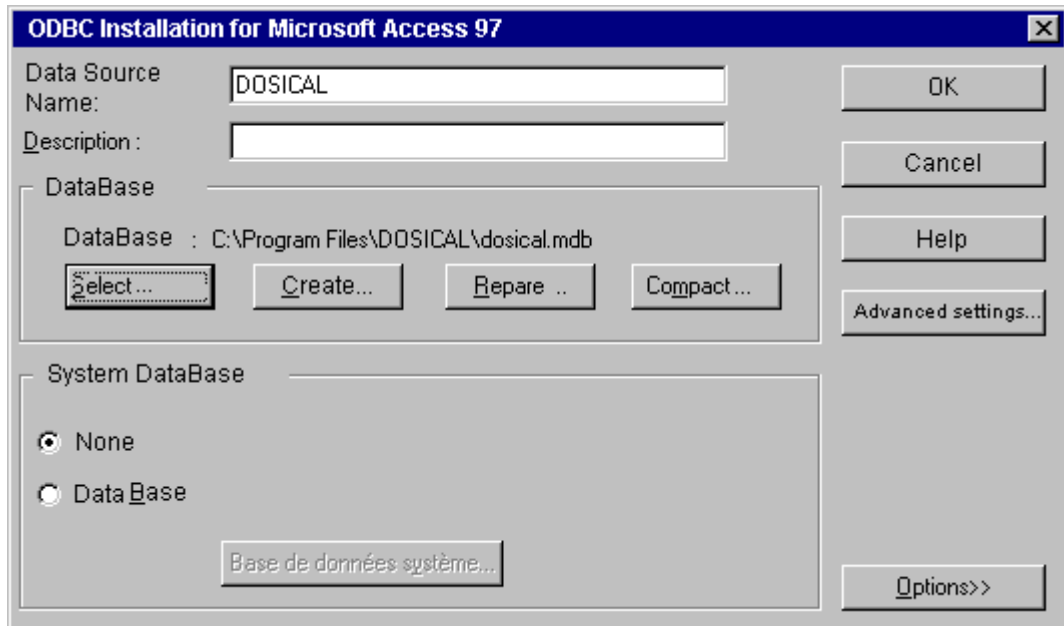 ODBC Installation for Microsoft Access 97
Data Source
Name:
DOSICAL
OK
Description :
Cancel
DataBase
DataBase : C:\Program Files\DOSICAL\dosical.mdb
Help
Select ...
Create...
Repare ..
Compact ...
Advanced settings...
System DataBase
None
Data Base
Base de données système...
Options>>